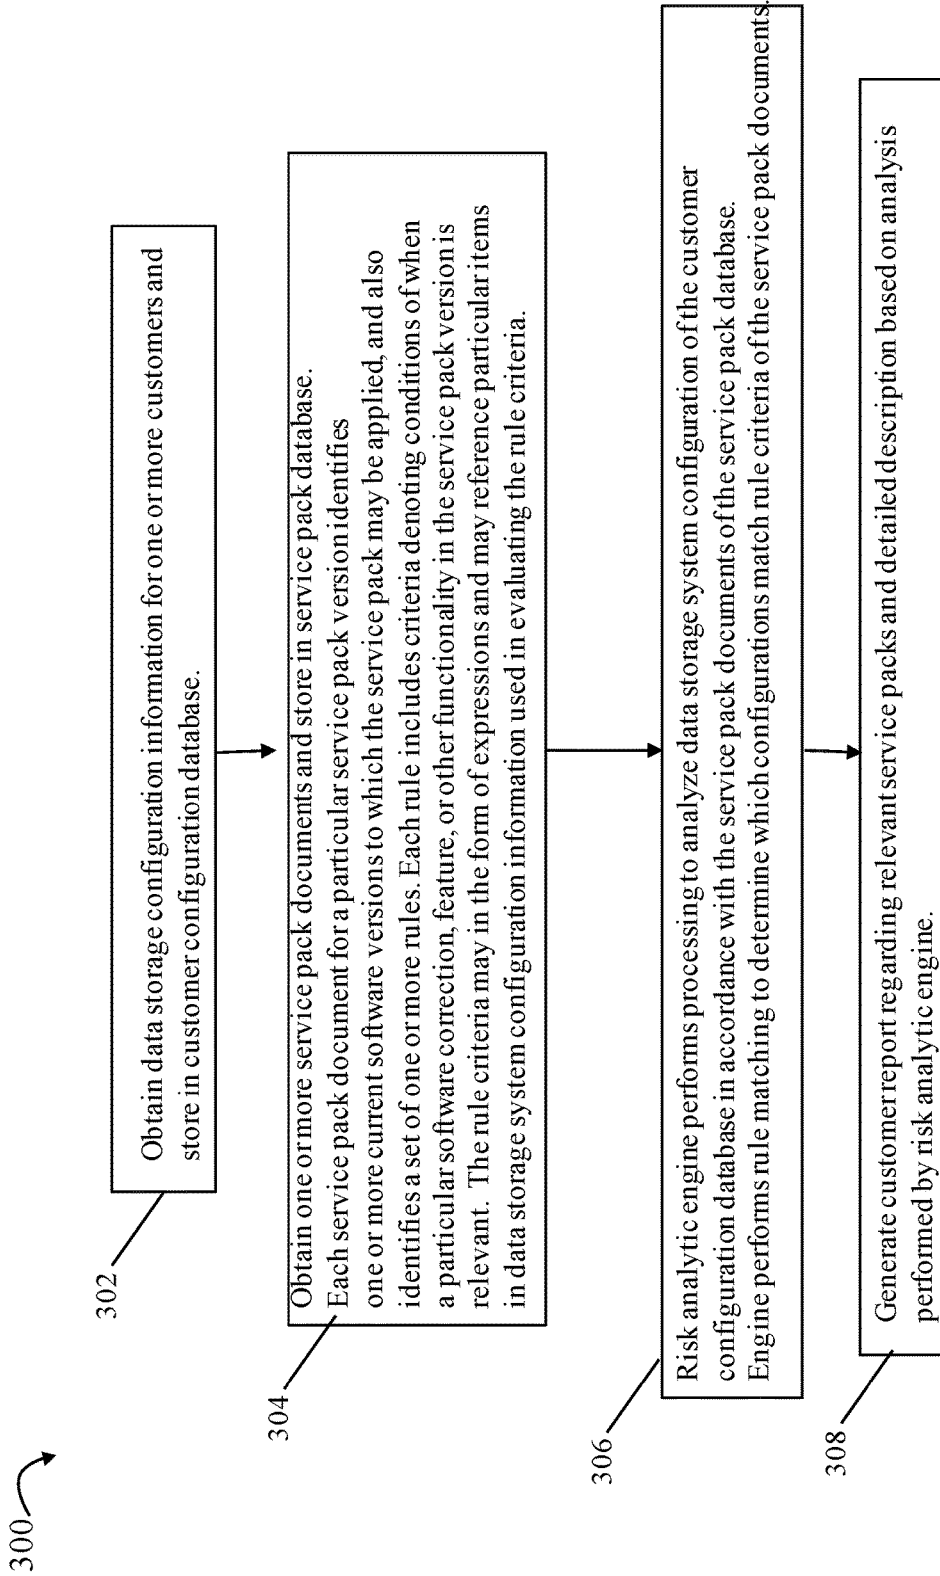 300
302
Obtain data storage configuration information for one or more customers and
store in customer configuration database.
304
Obtain one or more service pack documents and store in service pack database.
Each service pack document for a particular service pack version identifies
one or more current software versions to which the service pack may be applied, and also
identifies a set of one or more rules. Each rule includes criteria denoting conditions of when
a particular software correction, feature, or other functionality in the service pack version is
relevant. The rule criteria may in the form of expressions and may reference particular items
in data storage system configuration information used in evaluating the rule criteria.
306
Risk analytic engine performs processing to analyze data storage system configuration of the customer
configuration database in accordance with the service pack documents of the service pack database.
Engine performs rule matching to determine which configurations match rule criteria of the service pack documents.
308
Generate customer report regarding relevant service packs and detailed description based on analysis
performed by risk analytic engine.